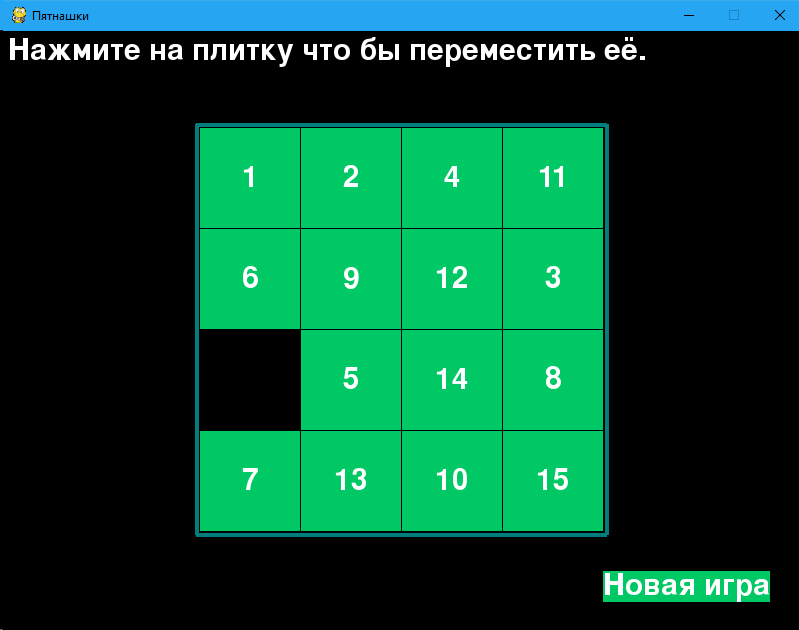 Пятнашки
Нажмите на плитку что бы переместить её.
1 2 4 11
6 9 12 3
5 14 8
7 13 10 15
Новая игра